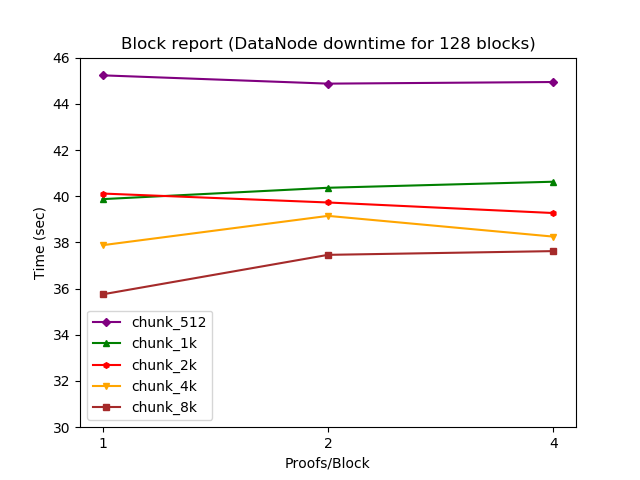 Block report (DataNode downtime for 128 blocks)
46
44
42
40
38
36
34
32
30
Time (sec)
chunk_512
chunk_1k
chunk_2k
chunk_4k
chunk_8k
1
2
4
Proofs/Block